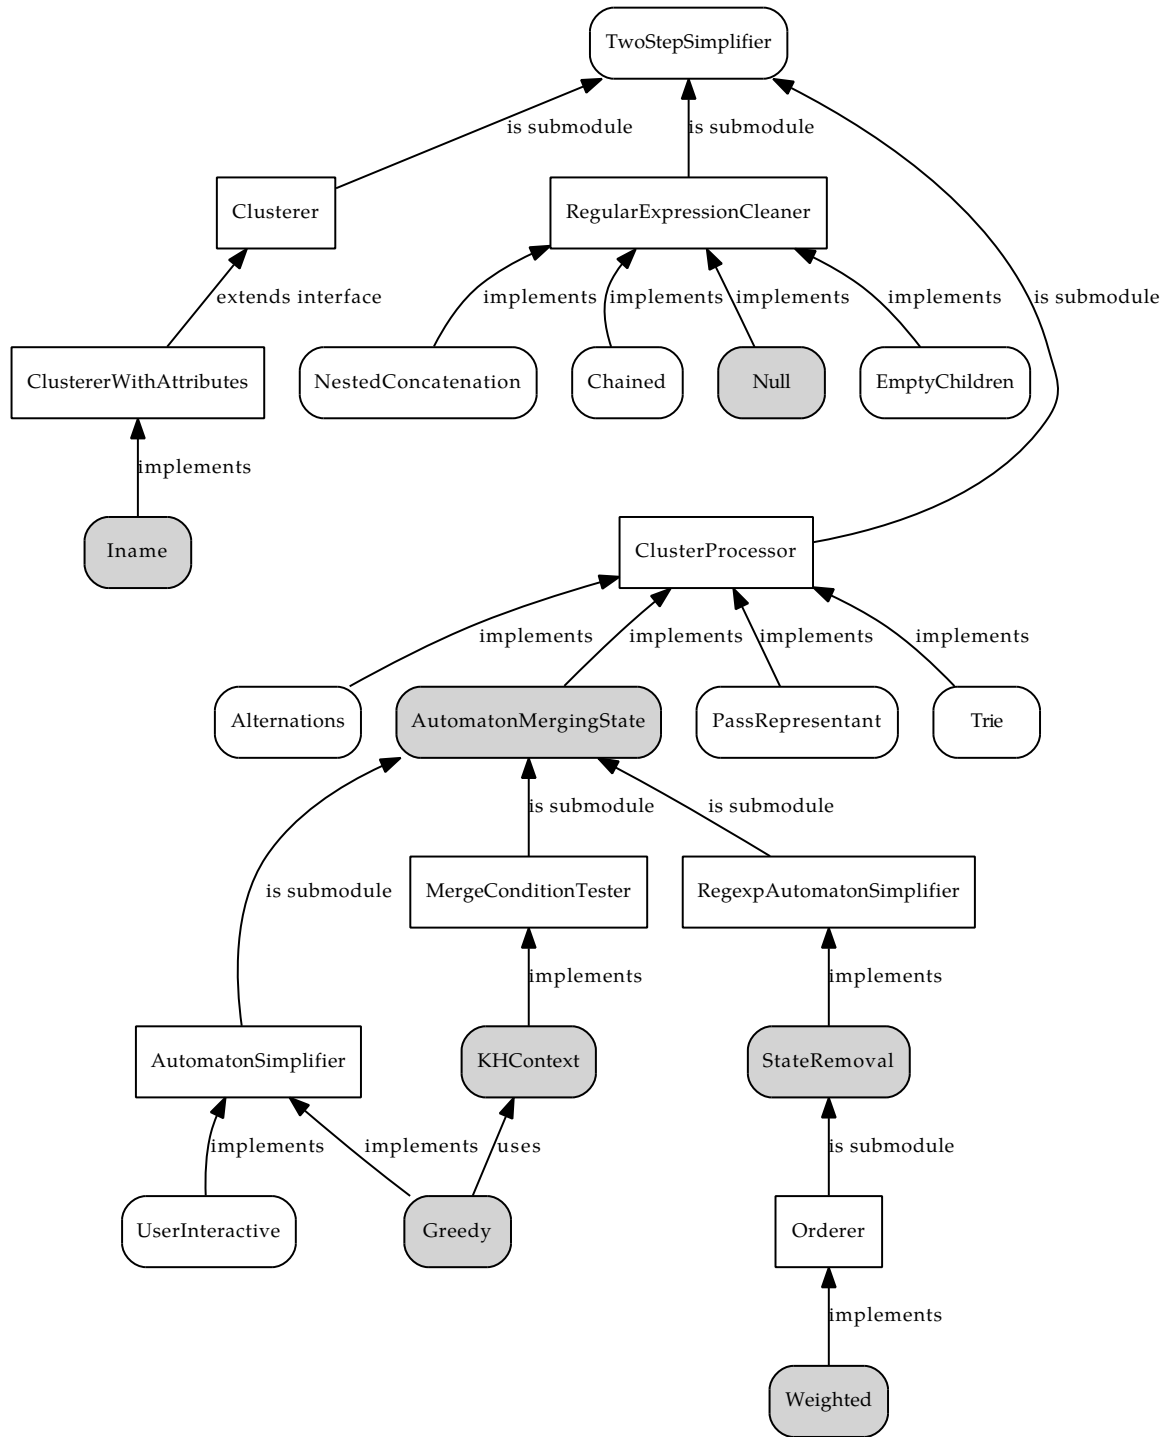 TwoStepSimplifier
is submodule
is submodule
Clusterer
RegularExpressionCleaner
extends interface
implements
implements
implements
implements
is submodule
ClustererWithAttributes
NestedConcatenation
Chained
Null
EmptyChildren
implements
Iname
ClusterProcessor
implements
implements
implements
implements
Alternations
AutomatonMergingState
PassRepresentant
Trie
is submodule
is submodule
is submodule
MergeConditionTester
RegexpAutomatonSimplifier
implements
implements
AutomatonSimplifier
KHContext
StateRemoval
implements
implements
uses
is submodule
UserInteractive
Greedy
Orderer
implements
Weighted